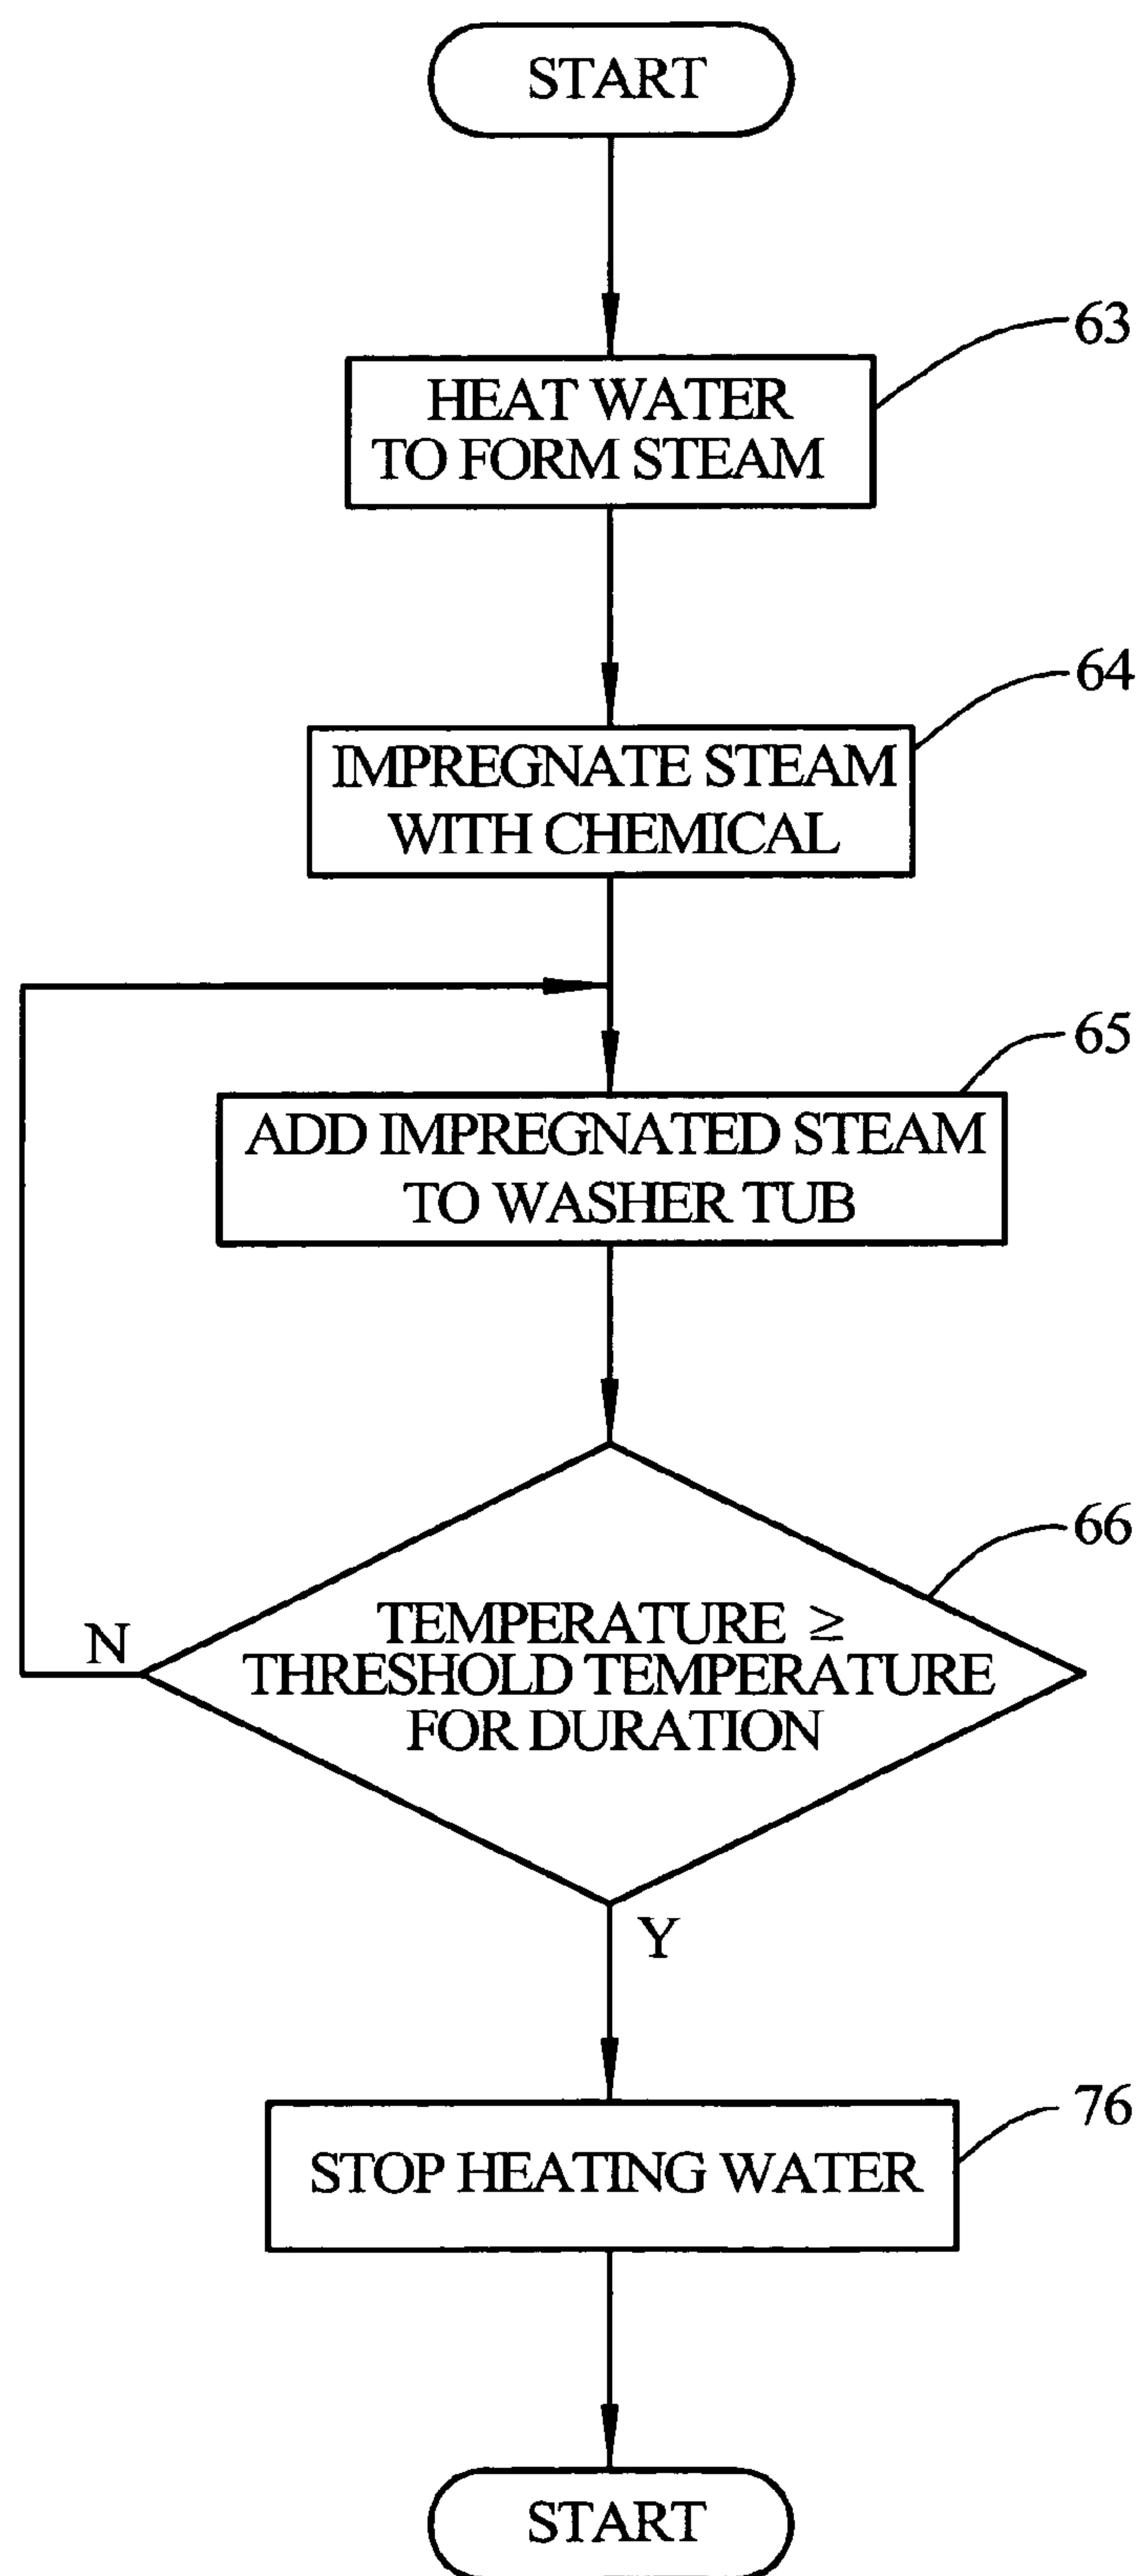 START
63
HEAT WATER
TO FORM STEAM
64
IMPREGNATE STEAM
WITH CHEMICAL
65
ADD IMPREGNATED STEAM
TO WASHER TUB
66
TEMPERATURE ≥
THRESHOLD TEMPERATURE
FOR DURATION
N
Y
76
STOP HEATING WATER
START